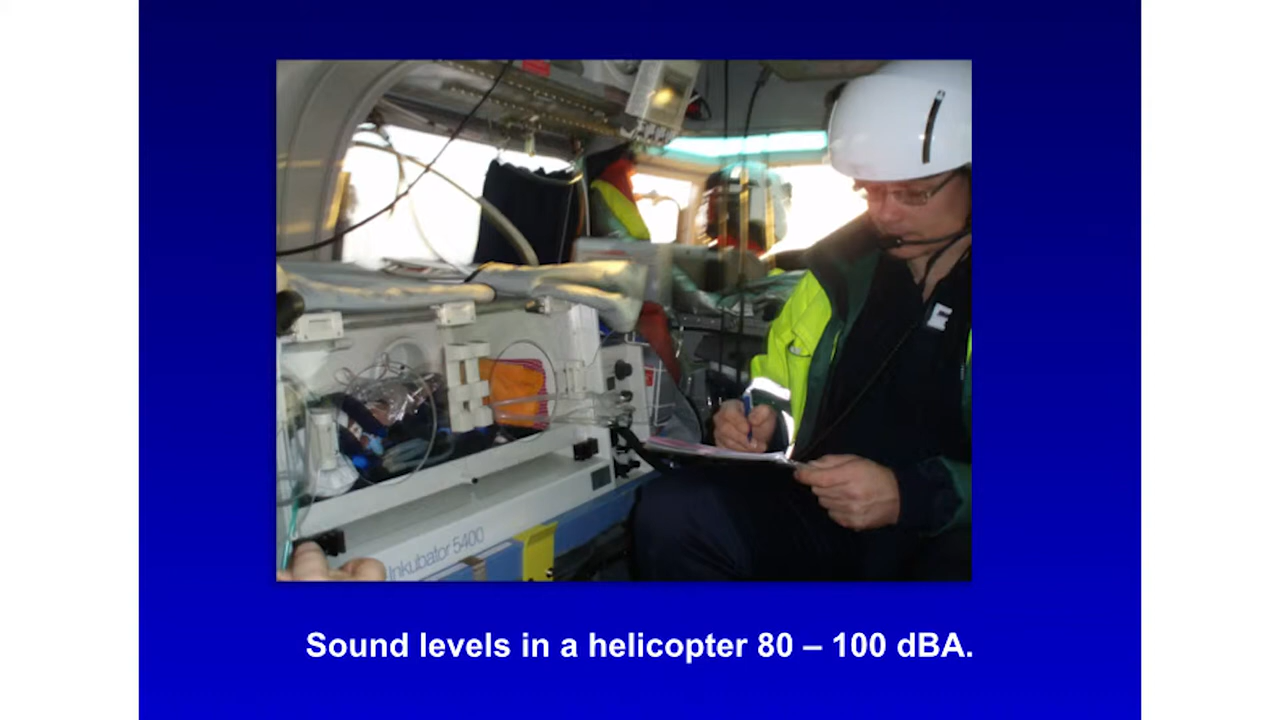 Inkubator 5400
Sound levels in a helicopter 80 – 100 dBA.